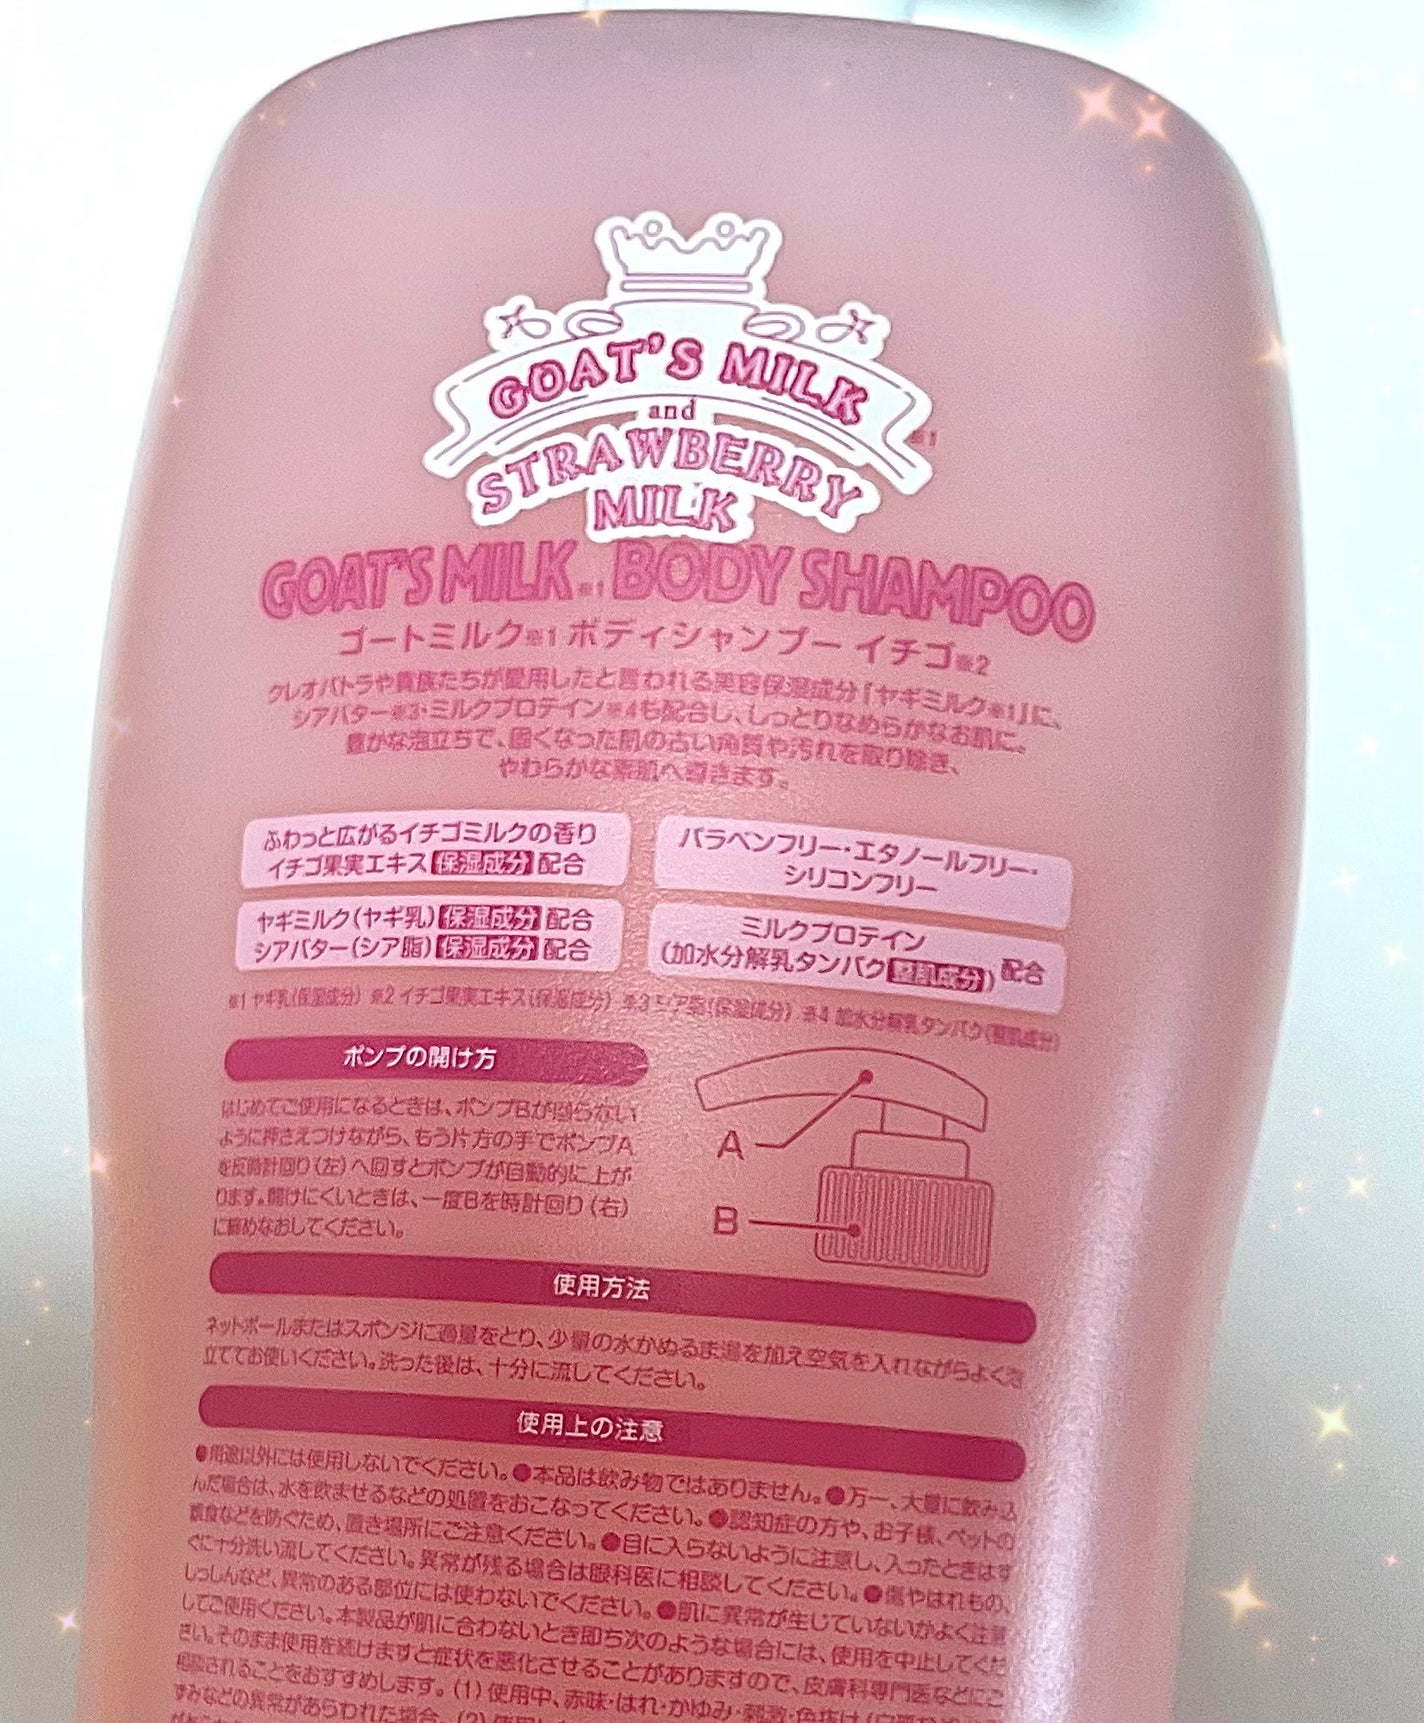 GOAT'S MILK
※1
and
STRAWBERRY
MILK
GOAT'S MILK※1 BODY SHAMPOO
ゴートミルク※1 ボディシャンプー イチゴ※2
クレオパトラや貴族たちが愛用したと言われる美容保湿成分「ヤギミルク※1」に、
シアバター※3・ミルクプロテイン※4も配合し、しっとりなめらかなお肌に。
豊かな泡立ちで、固くなった肌の古い角質や汚れを取り除き、
やわらかな素肌へ導きます。
ふわっと広がるイチゴミルクの香り
イチゴ果実エキス 保湿成分 配合
パラベンフリー・エタノールフリー・
シリコンフリー
ヤギミルク(ヤギ乳) 保湿成分 配合
シアバター(シア脂) 保湿成分 配合
ミルクプロテイン
(加水分解乳タンパク 整肌成分) 配合
※1 ヤギ乳(保湿成分) ※2 イチゴ果実エキス(保湿成分) ※3 シア脂(保湿成分) ※4 加水分解乳タンパク(整肌成分)
ポンプの開け方
はじめてご使用になるときは、ポンプBが回らない
ように押さえつけながら、もう片方の手でポンプA
を反時計回り(左)へ回すとポンプが自動的に上が
ります。開けにくいときは、一度Bを時計回り(右)
に締めなおしてください。
A
B
使用方法
ネットボールまたはスポンジに適量をとり、少量の水かぬるま湯を加え空気を入れながらよく泡
立ててお使いください。洗った後は、十分に流してください。
使用上の注意
●用途以外には使用しないでください。●本品は飲み物ではありません。●万一、大量に飲み込
んだ場合は、水を飲ませるなどの処置をおこなってください。●認知症の方や、お子様、ペットの
誤食などを防ぐため、置き場所にご注意ください。●目に入らないように注意し、入ったときはす
ぐに十分洗い流してください。異常が残る場合は眼科医に相談してください。●傷やはれもの、
しっしんなど、異常のある部位には使わないでください。●肌に異常が生じていないかよく注意
してご使用ください。本製品が肌に合わないとき即ち次のような場合には、使用を中止してくだ
さい。そのまま使用を続けますと症状を悪化させることがありますので、皮膚科専門医などにご
相談されることをおすすめします。(1)使用中、赤味・はれ・かゆみ・刺激・色抜け
すみなどの異常があらわれた場合。(2)使用